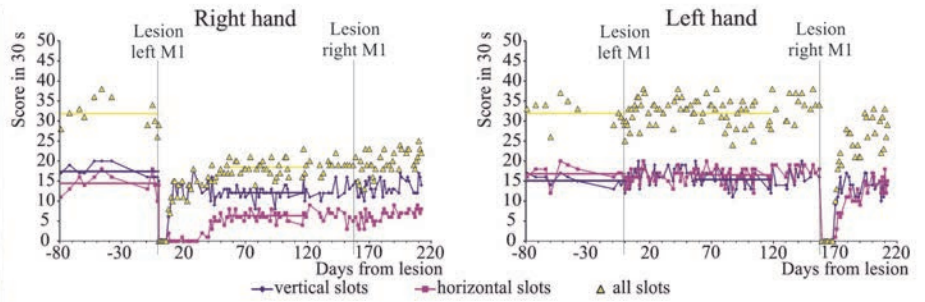 Right hand
Lesion
left M1
Lesion
right M1
Score in 30 s
50
45
40
35
30
25
20
15
10
5
0
-80
-30
20
70
120
170
220
Days from lesion
Left hand
Lesion
left M1
Lesion
right M1
Score in 30 s
50
45
40
35
30
25
20
15
10
5
0
-80
-30
20
70
120
170
220
Days from lesion
vertical slots
horizontal slots
all slots